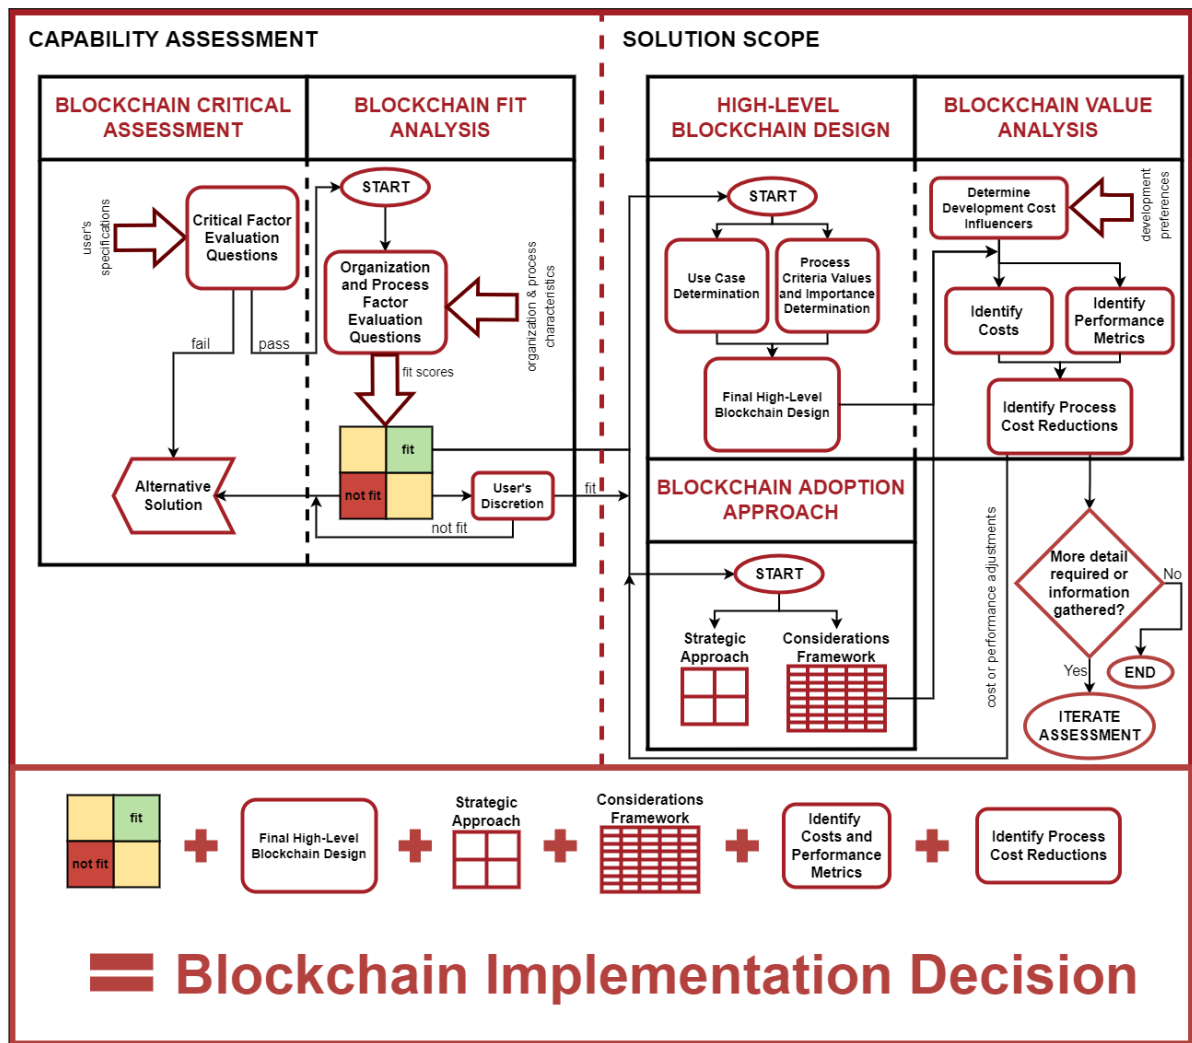 CAPABILITY ASSESSMENT
BLOCKCHAIN CRITICAL
ASSESSMENT
BLOCKCHAIN FIT
ANALYSIS
user's
specifications
Critical Factor
Evaluation
Questions
fail
pass
START
Organization
and Process
Factor
Evaluation
Questions
organization & process
characteristics
fit scores
fit
not fit
User's
Discretion
fit
not fit
Alternative
Solution
SOLUTION SCOPE
HIGH-LEVEL
BLOCKCHAIN DESIGN
START
Use Case
Determination
Process
Criteria Values
and Importance
Determination
Final High-Level
Blockchain Design
BLOCKCHAIN VALUE
ANALYSIS
Determine
Development Cost
Influencers
development
preferences
Identify
Costs
Identify
Performance
Metrics
Identify Process
Cost Reductions
BLOCKCHAIN ADOPTION
APPROACH
START
Strategic
Approach
Considerations
Framework
cost or performance adjustments
More detail
required or
information
gathered?
No
Yes
END
ITERATE
ASSESSMENT
fit
not fit
Final High-Level
Blockchain Design
Strategic
Approach
Considerations
Framework
Identify
Costs and
Performance
Metrics
Identify Process
Cost Reductions
= Blockchain Implementation Decision